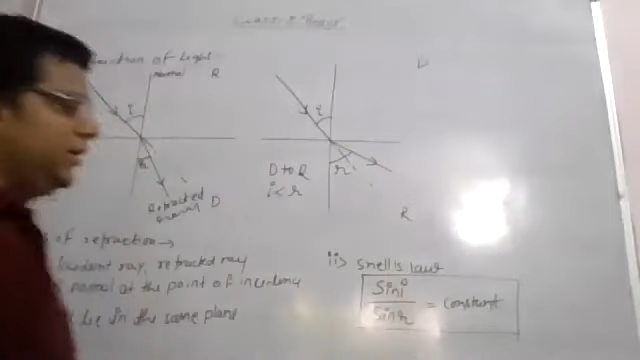 of Light
normal
R
D
i
i
r
r
D to R
i < r
Refracted
D
R
of refraction →
Incident ray, refracted ray
normal at the point of incidence
lie in the same plane
ii> Snell's law
Sin i
Sin r
= constant